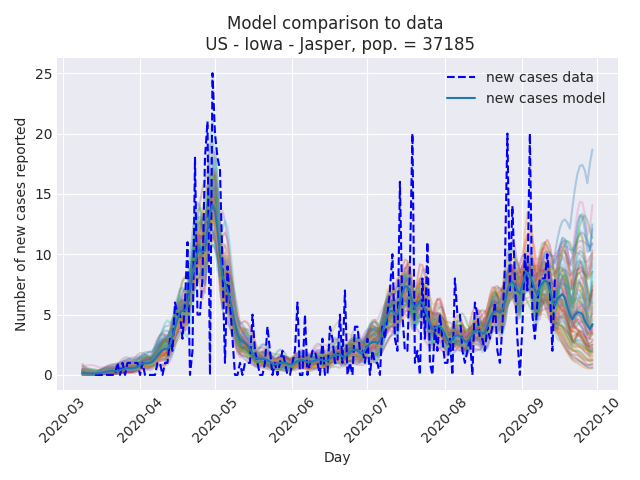 Model comparison to data
US - Iowa - Jasper, pop. = 37185
new cases data
new cases model
Number of new cases reported
25
20
15
10
5
0
2020-03
2020-04
2020-05
2020-06
2020-07
2020-08
2020-09
2020-10
Day